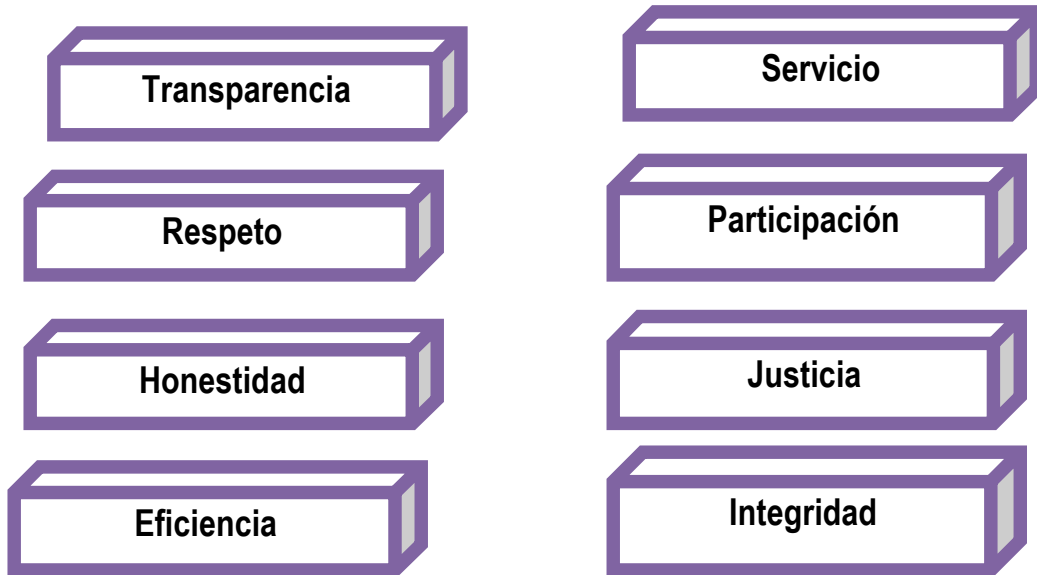 Transparencia
Servicio
Respeto
Participación
Honestidad
Justicia
Eficiencia
Integridad